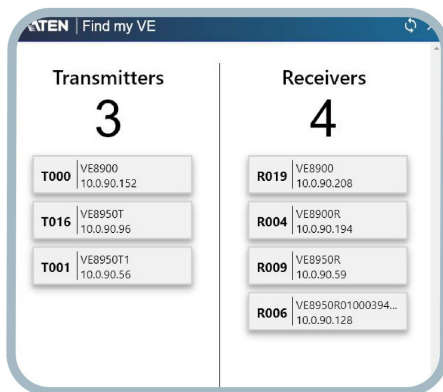 ATEN | Find my VE
Transmitters
3
T000 VE8900
10.0.90.152
T016 VE8950T
10.0.90.96
T001 VE8950T1
10.0.90.56
Receivers
4
R019 VE8900
10.0.90.208
R004 VE8900R
10.0.90.194
R009 VE8950R
10.0.90.59
R006 VE8950R01000394...
10.0.90.128